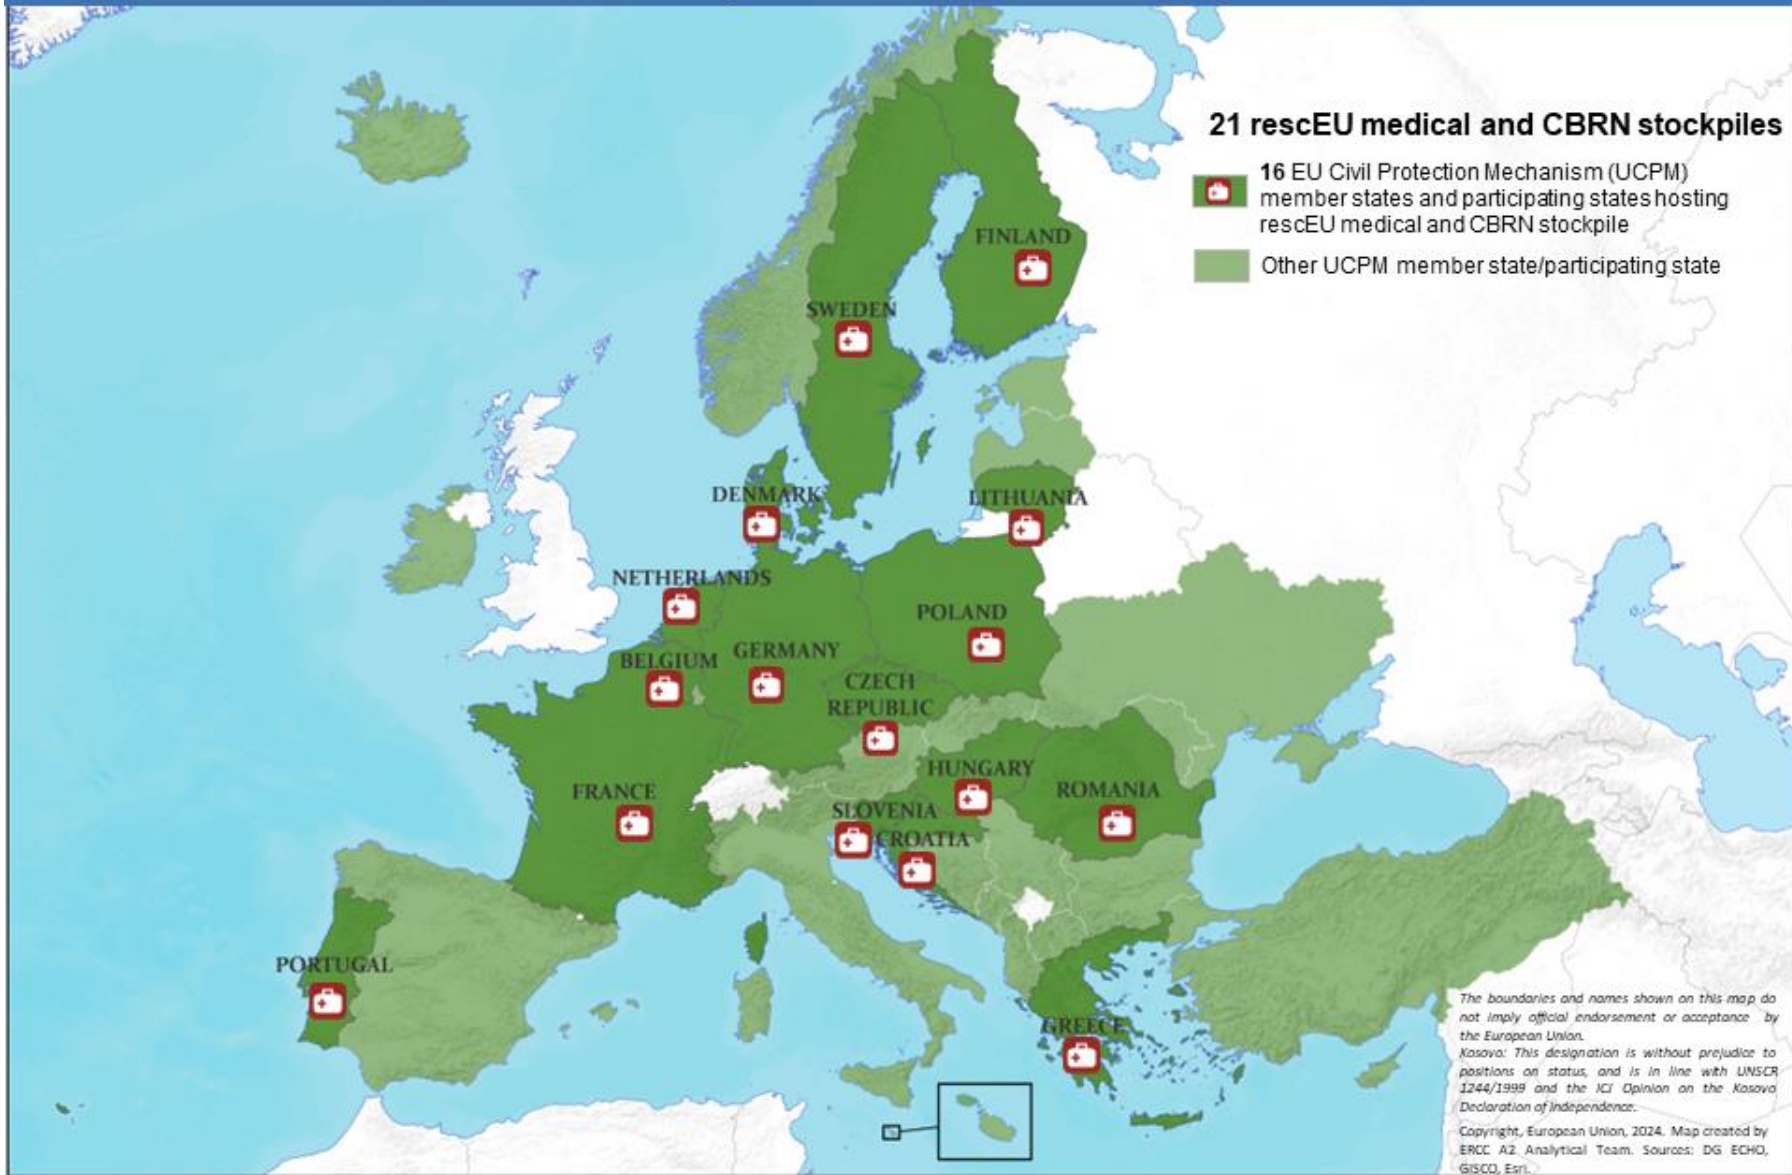 21 rescEU medical and CBRN stockpiles
16 EU Civil Protection Mechanism (UCPM)
member states and participating states hosting
rescEU medical and CBRN stockpile
Other UCPM member state/participating state
FINLAND
SWEDEN
DENMARK
LITHUANIA
NETHERLANDS
POLAND
BELGIUM
GERMANY
CZECH
REPUBLIC
HUNGARY
FRANCE
ROMANIA
SLOVENIA
CROATIA
PORTUGAL
GREECE
The boundaries and names shown on this map do
not imply official endorsement or acceptance by
the European Union.
Kosovo: This designation is without prejudice to
positions on status, and is in line with UNSCR
1244/1999 and the ICJ Opinion on the Kosovo
Declaration of Independence.
Copyright, European Union, 2024. Map created by
ERCC A2 Analytical Team. Sources: DG ECHO,
GISCO, Esri.